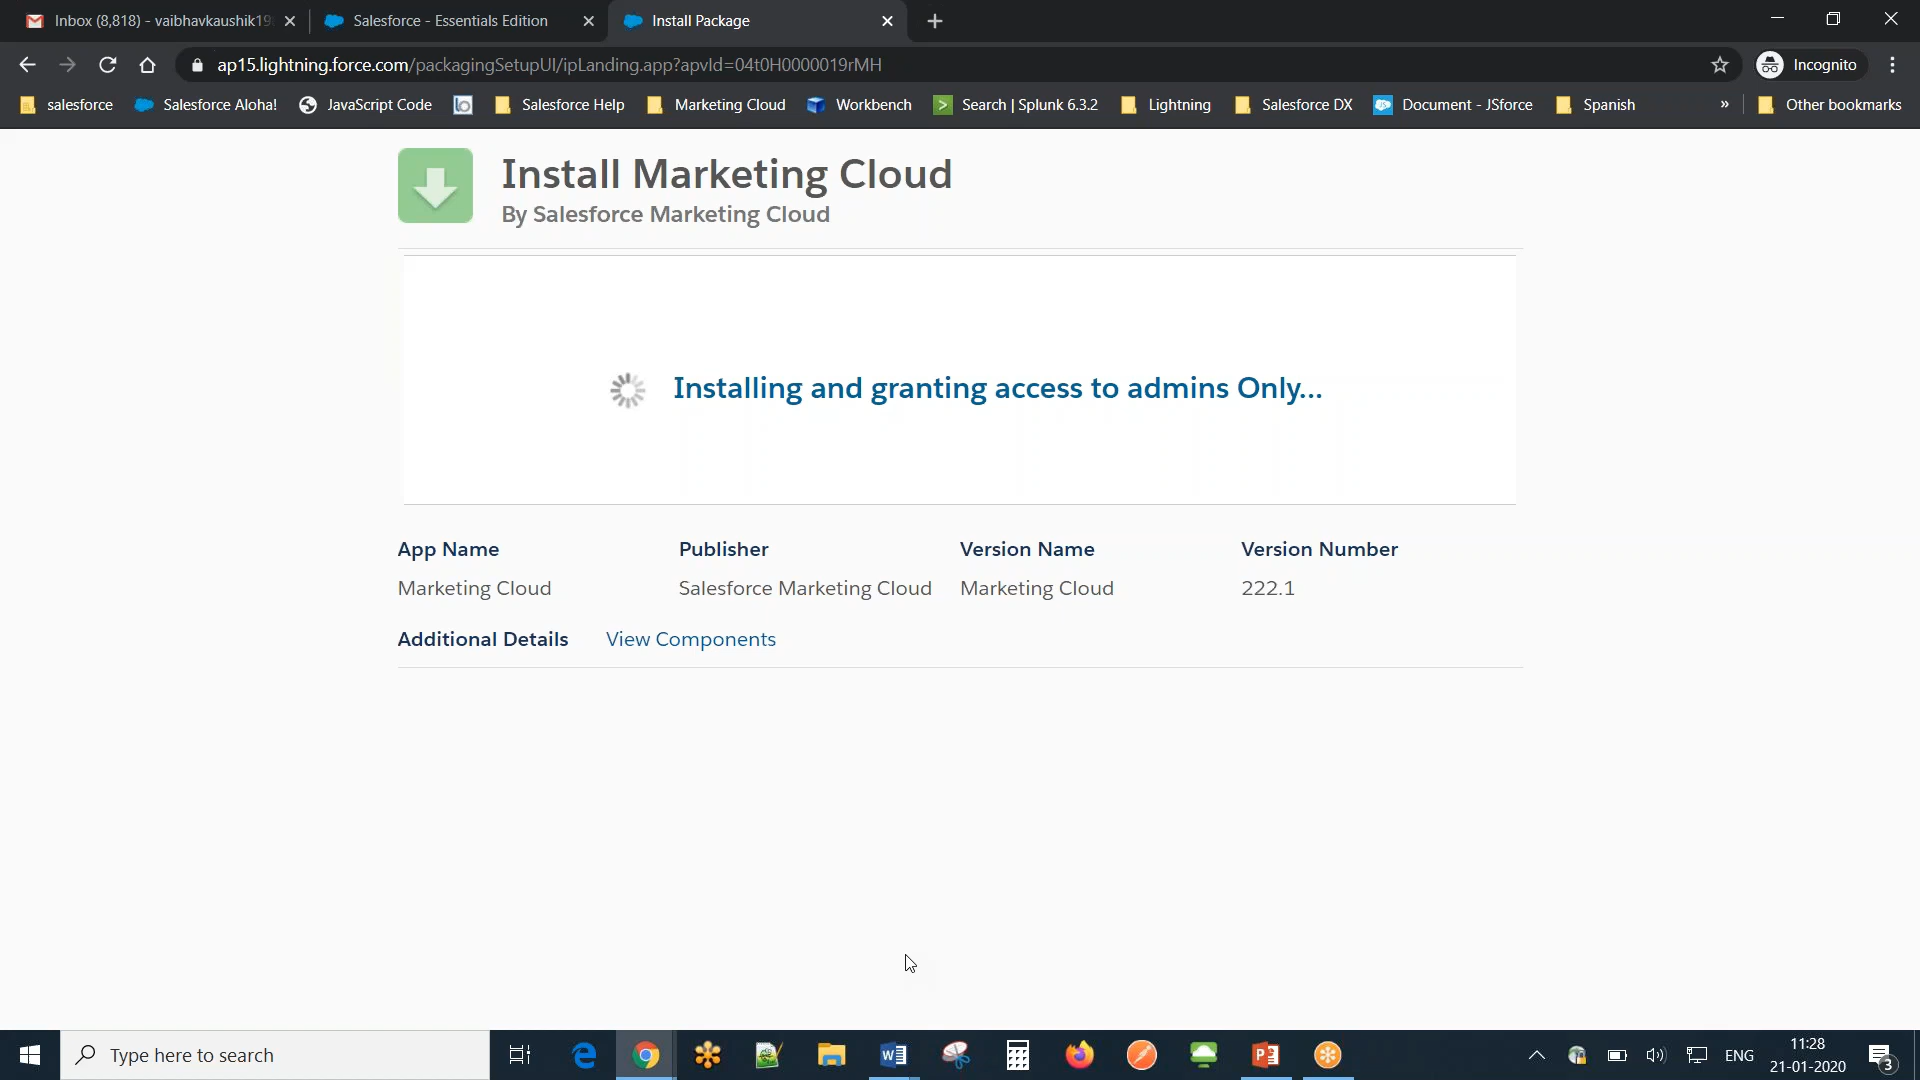 Inbox (8,818) - vaibhavkaushik19
Salesforce - Essentials Edition
Install Package
ap15.lightning.force.com/packagingSetupUI/ipLanding.app?apvId=04t0H0000019rMH
Incognito
salesforce
Salesforce Aloha!
JavaScript Code
Salesforce Help
Marketing Cloud
Workbench
Search | Splunk 6.3.2
Lightning
Salesforce DX
Document - JSforce
Spanish
»
Other bookmarks
Install Marketing Cloud
By Salesforce Marketing Cloud
Installing and granting access to admins Only...
App Name
Publisher
Version Name
Version Number
Marketing Cloud
Salesforce Marketing Cloud
Marketing Cloud
222.1
Additional Details
View Components
Type here to search
ENG
11:28
21-01-2020
3